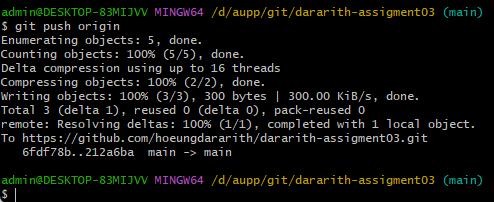 admin@DESKTOP-83MIJVV MINGW64 /d/aupp/git/dararith-assigment03 (main)
$ git push origin
Enumerating objects: 5, done.
Counting objects: 100% (5/5), done.
Delta compression using up to 16 threads
Compressing objects: 100% (2/2), done.
Writing objects: 100% (3/3), 300 bytes | 300.00 KiB/s, done.
Total 3 (delta 1), reused 0 (delta 0), pack-reused 0
remote: Resolving deltas: 100% (1/1), completed with 1 local object.
To https://github.com/hoeungdararith/dararith-assigment03.git
   6fdf78b..212a6ba  main -> main
admin@DESKTOP-83MIJVV MINGW64 /d/aupp/git/dararith-assigment03 (main)
$